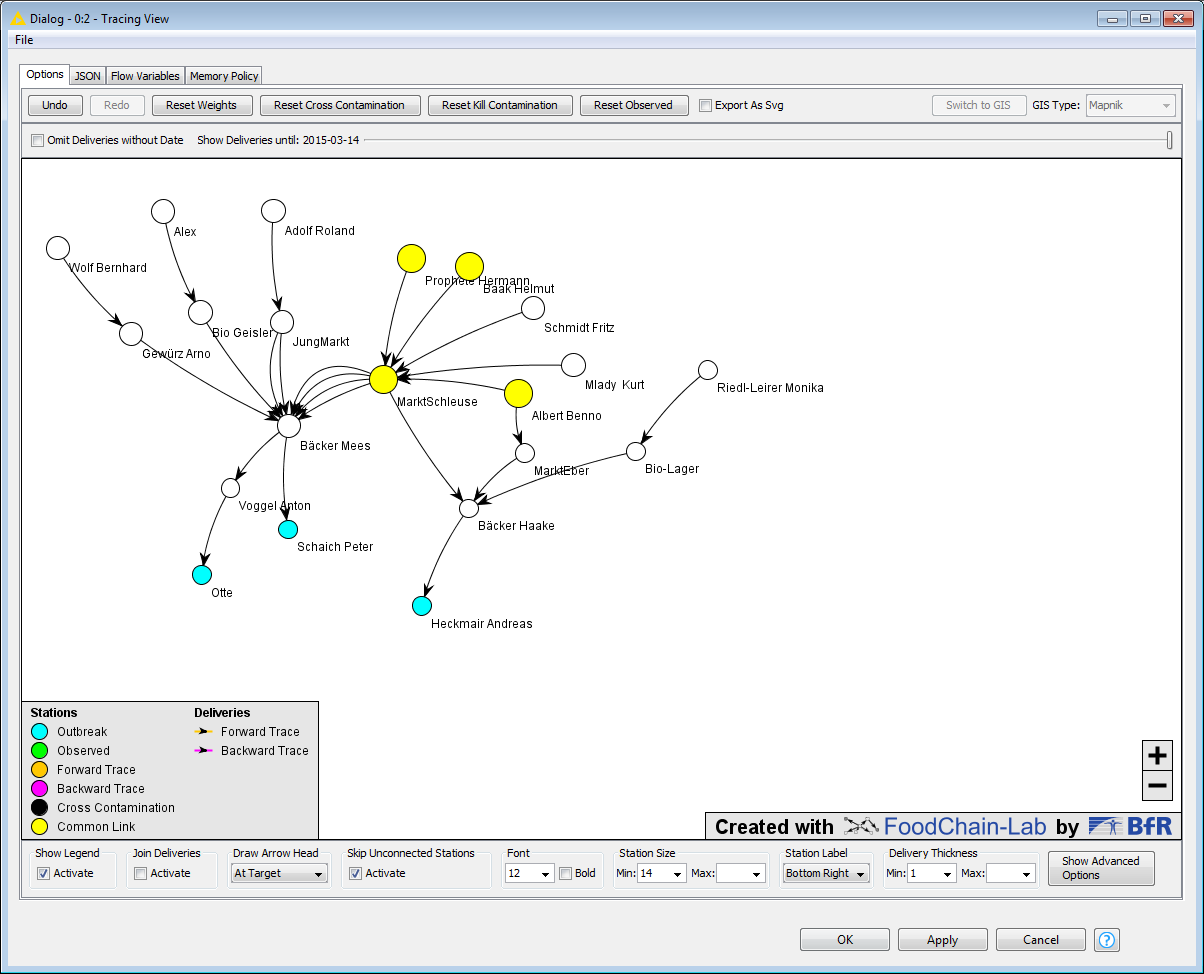 Dialog - 0:2 - Tracing View
File
Options JSON Flow Variables Memory Policy
Undo Redo Reset Weights Reset Cross Contamination Reset Kill Contamination Reset Observed Export As Svg Switch to GIS GIS Type: Mapnik
Omit Deliveries without Date Show Deliveries until: 2015-03-14
Alex
Adolf Roland
Wolf Bernhard
Prophete Hermann
Baak Helmut
Schmidt Fritz
Bio Geisler
JungMarkt
Gewürz Arno
Mlady Kurt
Riedl-Leirer Monika
MarktSchleuse
Albert Benno
Bäcker Mees
MarktEber
Bio-Lager
Voggel Anton
Bäcker Haake
Schaich Peter
Otte
Heckmair Andreas
Stations Deliveries
Outbreak Forward Trace
Observed Backward Trace
Forward Trace
Backward Trace
Cross Contamination
Common Link
+
−
Created with FoodChain-Lab by BfR
Show Legend Join Deliveries Draw Arrow Head Skip Unconnected Stations Font Station Size Station Label Delivery Thickness
Activate Activate At Target Activate 12 Bold Min: 14 Max: Bottom Right Min: 1 Max: Show Advanced
Options
OK Apply Cancel ?